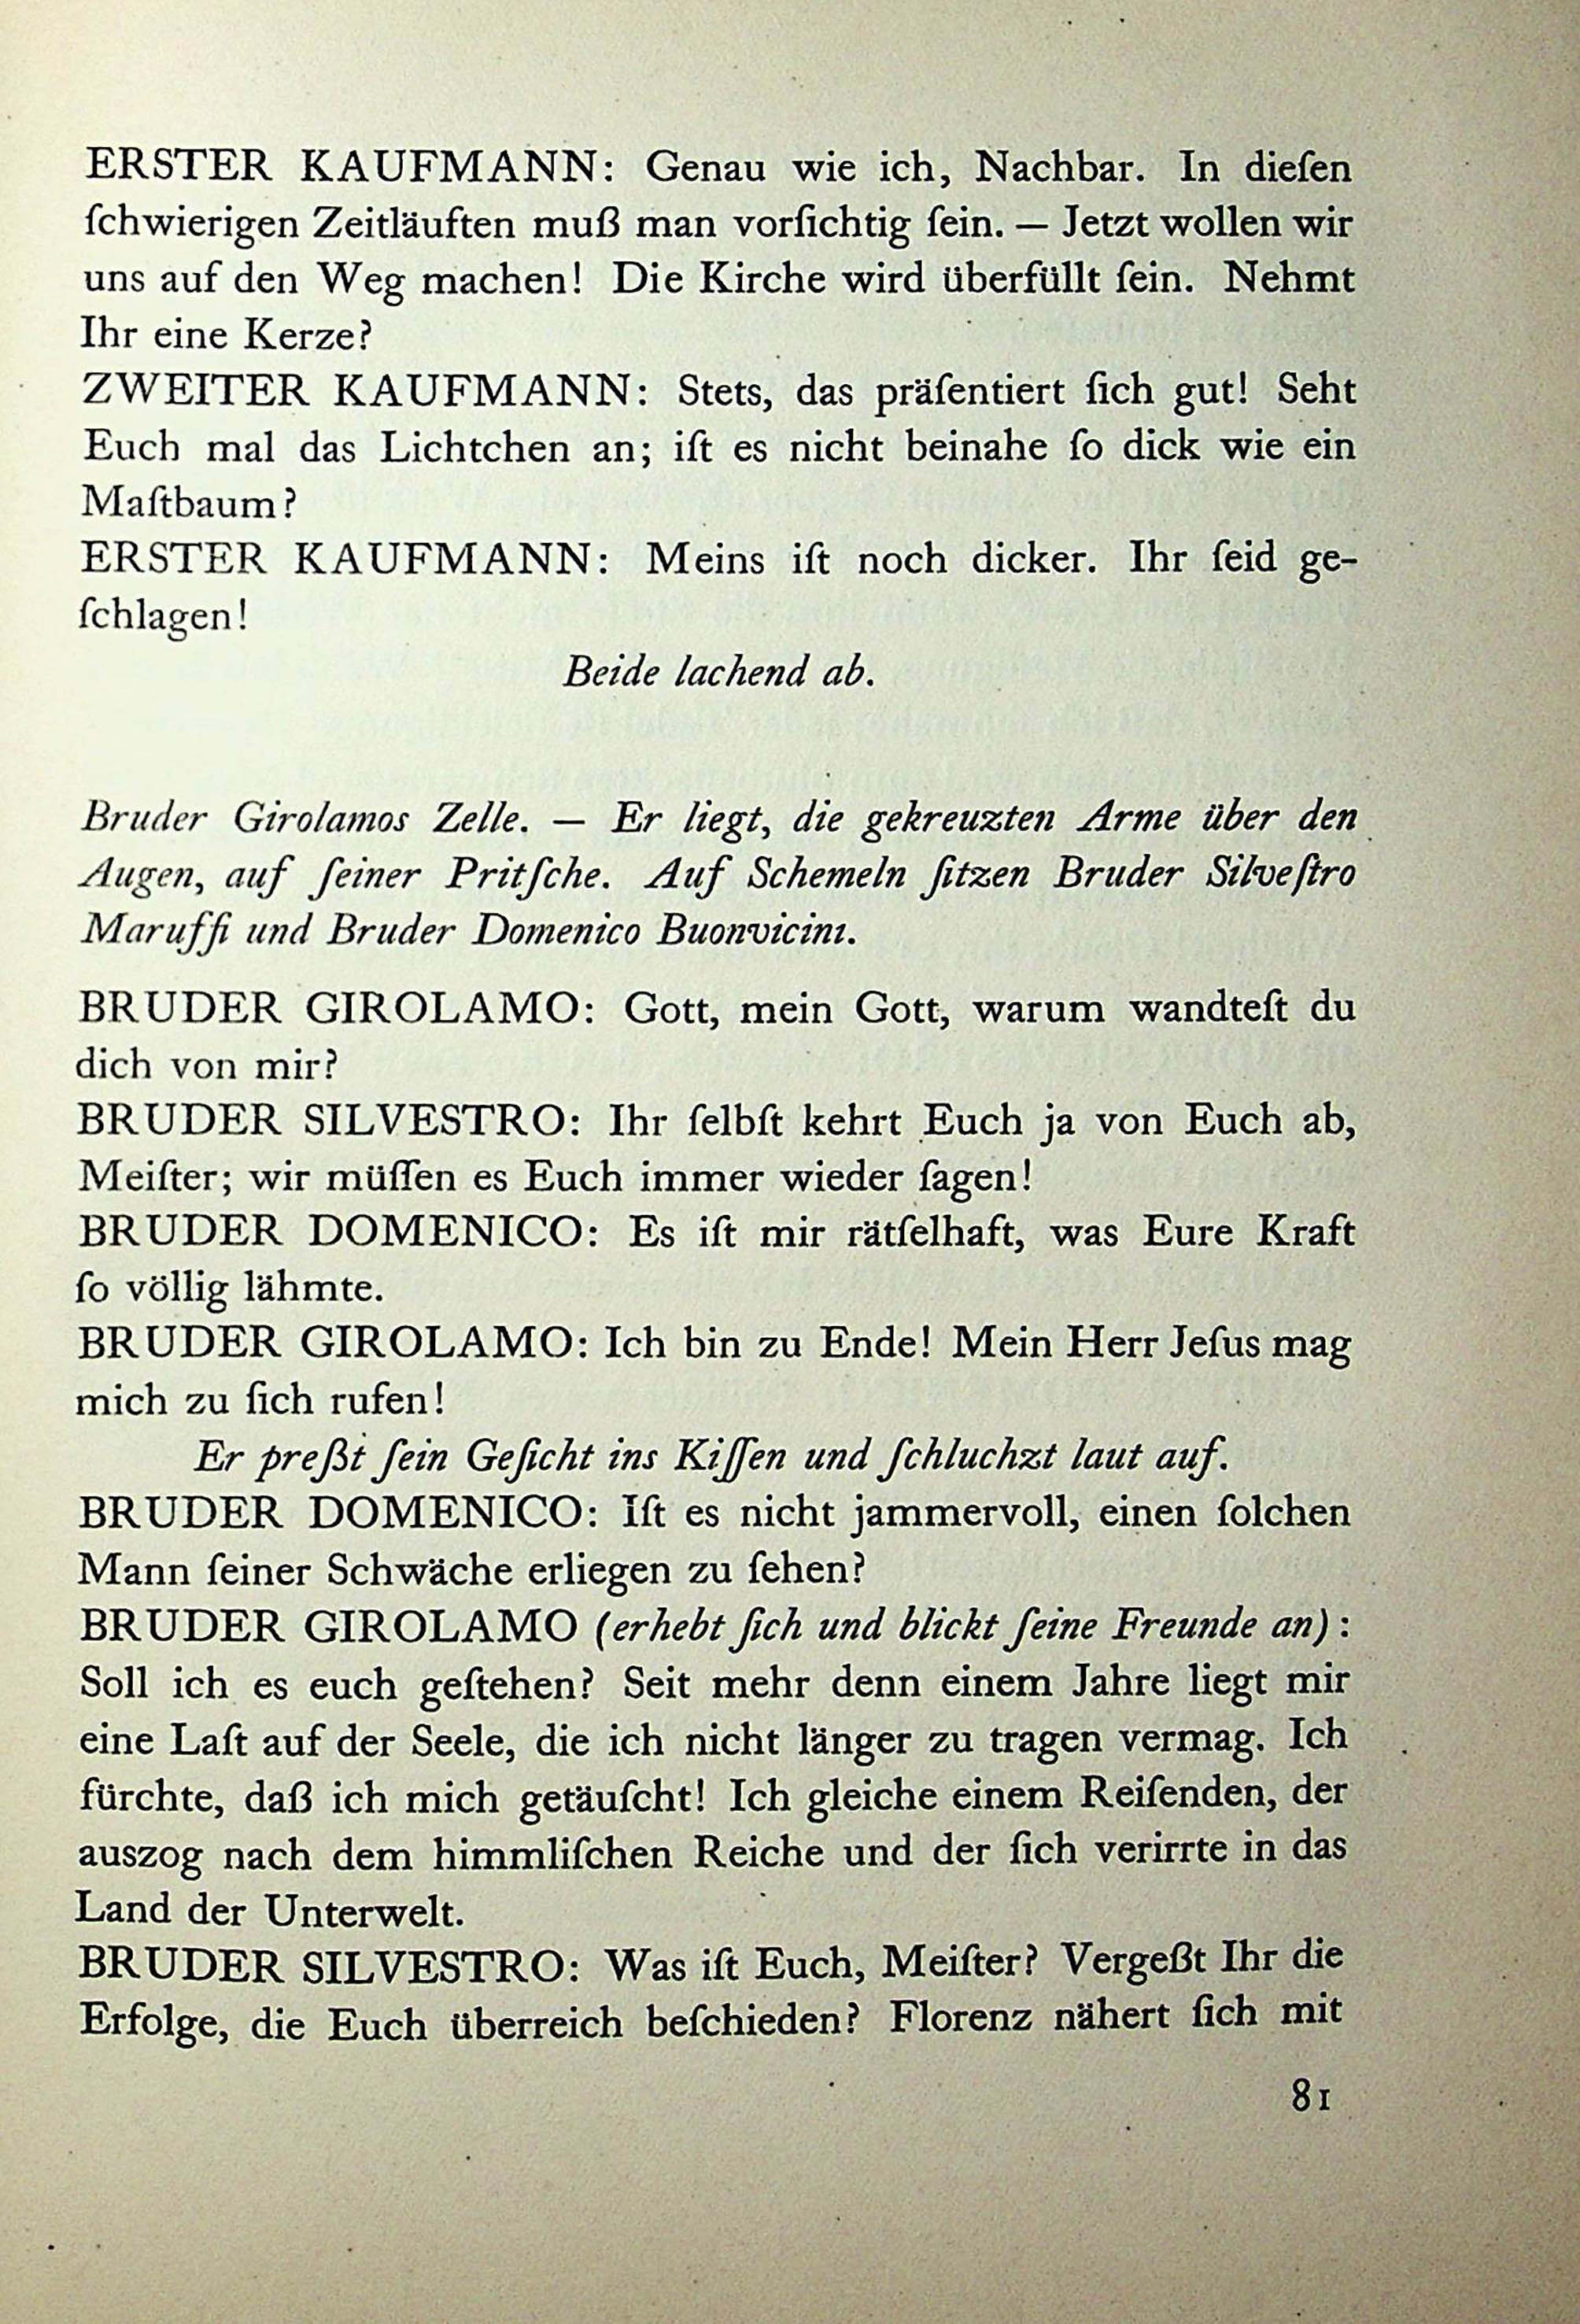 ERSTER KAUFMANN: Genau wie ich, Nachbar. In dieſen
ſchwierigen Zeitläuften muß man vorſichtig ſein. — Jetzt wollen wir
uns auf den Weg machen! Die Kirche wird überfüllt ſein. Nehmt
Ihr eine Kerze?
ZWEITER KAUFMANN: Stets, das präſentiert ſich gut! Seht
Euch mal das Lichtchen an; iſt es nicht beinahe ſo dick wie ein
Maſtbaum?
ERSTER KAUFMANN: Meins iſt noch dicker. Ihr ſeid ge-
ſchlagen!
Beide lachend ab.
Bruder Girolamos Zelle. — Er liegt, die gekreuzten Arme über den
Augen, auf ſeiner Pritſche. Auf Schemeln ſitzen Bruder Silveſtro
Maruffi und Bruder Domenico Buonvicini.
BRUDER GIROLAMO: Gott, mein Gott, warum wandteſt du
dich von mir?
BRUDER SILVESTRO: Ihr ſelbſt kehrt Euch ja von Euch ab,
Meiſter; wir müſſen es Euch immer wieder ſagen!
BRUDER DOMENICO: Es iſt mir rätſelhaft, was Eure Kraft
ſo völlig lähmte.
BRUDER GIROLAMO: Ich bin zu Ende! Mein Herr Jeſus mag
mich zu ſich rufen!
Er preßt ſein Geſicht ins Kiſſen und ſchluchzt laut auf.
BRUDER DOMENICO: Iſt es nicht jammervoll, einen ſolchen
Mann ſeiner Schwäche erliegen zu ſehen?
BRUDER GIROLAMO (erhebt ſich und blickt ſeine Freunde an):
Soll ich es euch geſtehen? Seit mehr denn einem Jahre liegt mir
eine Laſt auf der Seele, die ich nicht länger zu tragen vermag. Ich
fürchte, daß ich mich getäuſcht! Ich gleiche einem Reiſenden, der
auszog nach dem himmliſchen Reiche und der ſich verirrte in das
Land der Unterwelt.
BRUDER SILVESTRO: Was iſt Euch, Meiſter? Vergeßt Ihr die
Erfolge, die Euch überreich beſchieden? Florenz nähert ſich mit
81